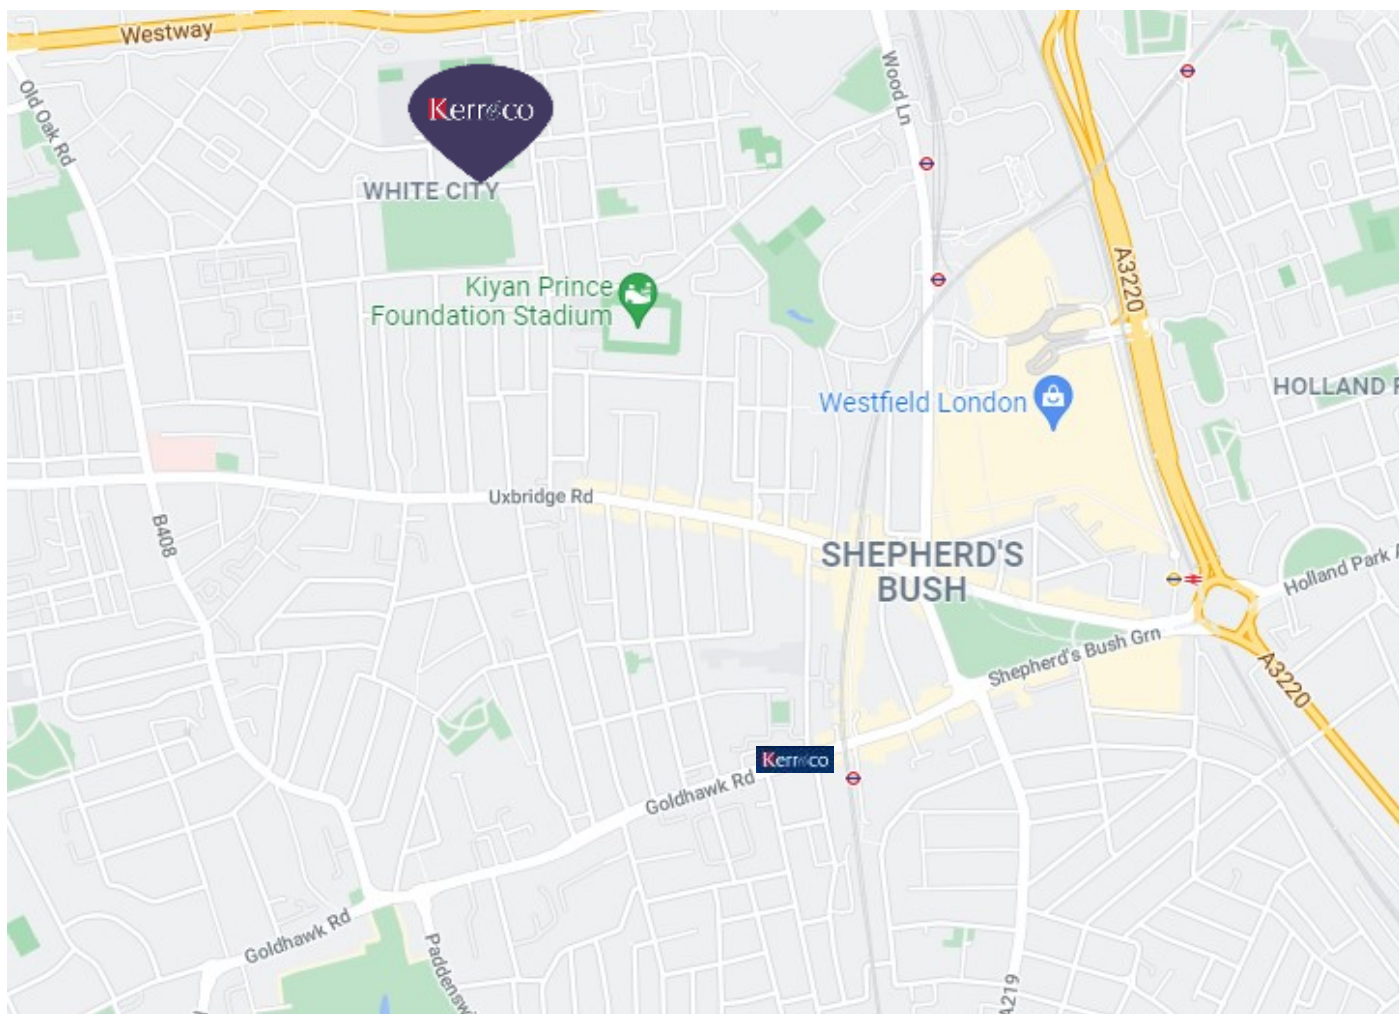 Westway
Old Oak Rd
Kerr&co
Wood Ln
WHITE CITY
A3220
Kiyan Prince
Foundation Stadium
Westfield London
HOLLAND
Uxbridge Rd
B408
SHEPHERD'S
BUSH
Holland Park
Shepherd's Bush Grn
A3220
Kerr&co
Goldhawk Rd
Goldhawk Rd
Paddensw
A219